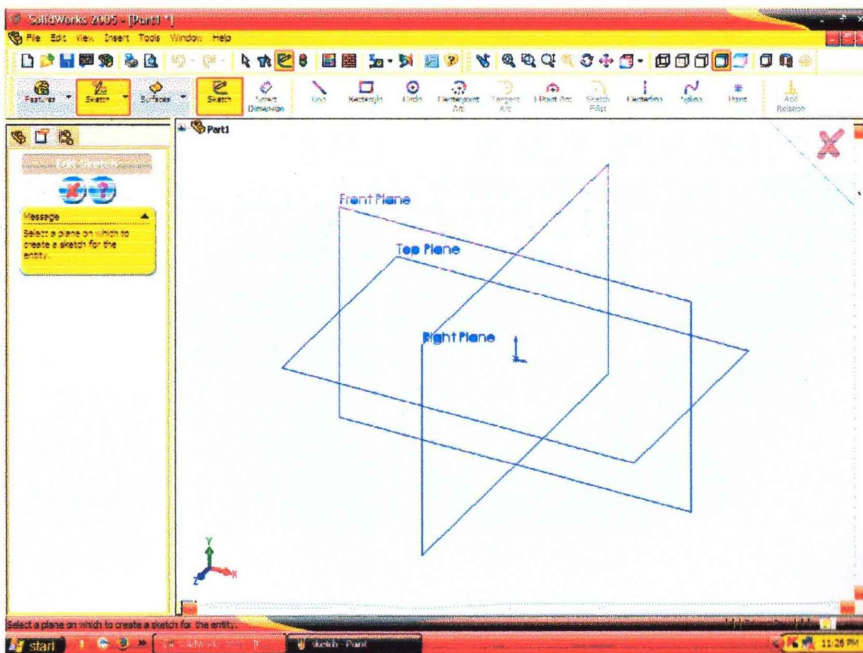 SolidWorks 2005 - [Part1 *]
File Edit View Insert Tools Window Help
Features Sketch Surfaces Sketch Smart Dimension Line Rectangle Circle Centerpoint Arc Tangent Arc 3 Point Arc Sketch Fillet Centerline Spline Point Add Relation
Part1
Edit Sketch
Message
Select a plane on which to
create a sketch for the
entity.
Front Plane
Top Plane
Right Plane
Y
Z
X
Select a plane on which to create a sketch for the entity.
start
sketch - Paint
11:26 PM